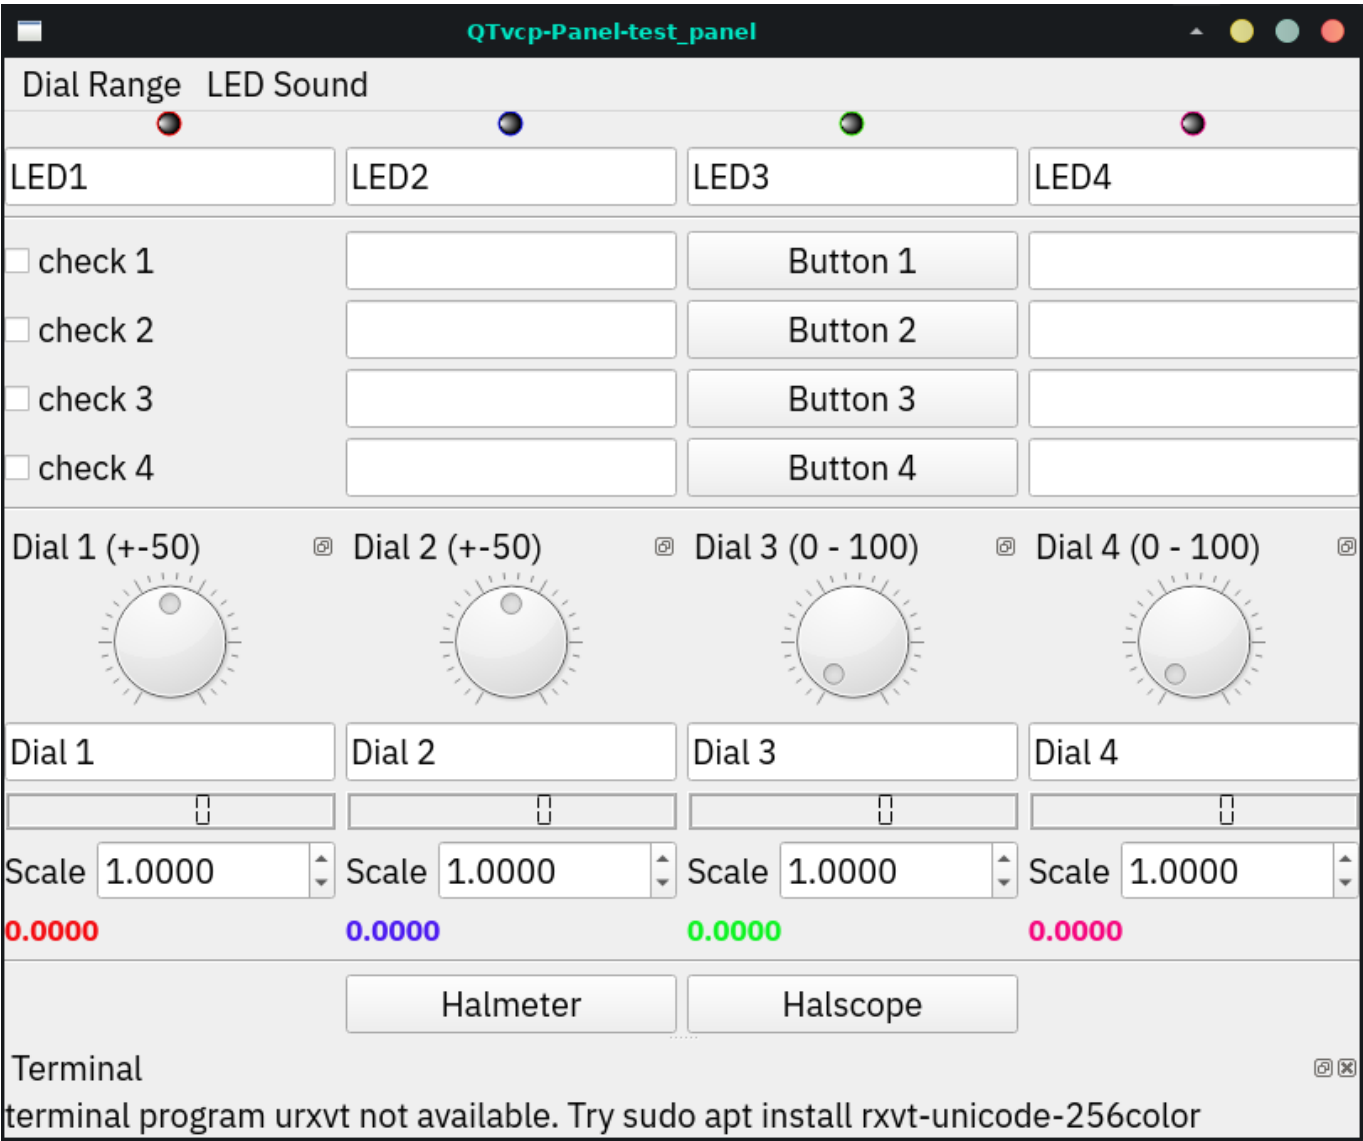 QTvcp-Panel-test_panel
Dial Range LED Sound
LED1 LED2 LED3 LED4
check 1 Button 1
check 2 Button 2
check 3 Button 3
check 4 Button 4
Dial 1 (+-50) Dial 2 (+-50) Dial 3 (0 - 100) Dial 4 (0 - 100)
Dial 1 Dial 2 Dial 3 Dial 4
0 0 0 0
Scale 1.0000 Scale 1.0000 Scale 1.0000 Scale 1.0000
0.0000 0.0000 0.0000 0.0000
Halmeter Halscope
Terminal
terminal program urxvt not available. Try sudo apt install rxvt-unicode-256color